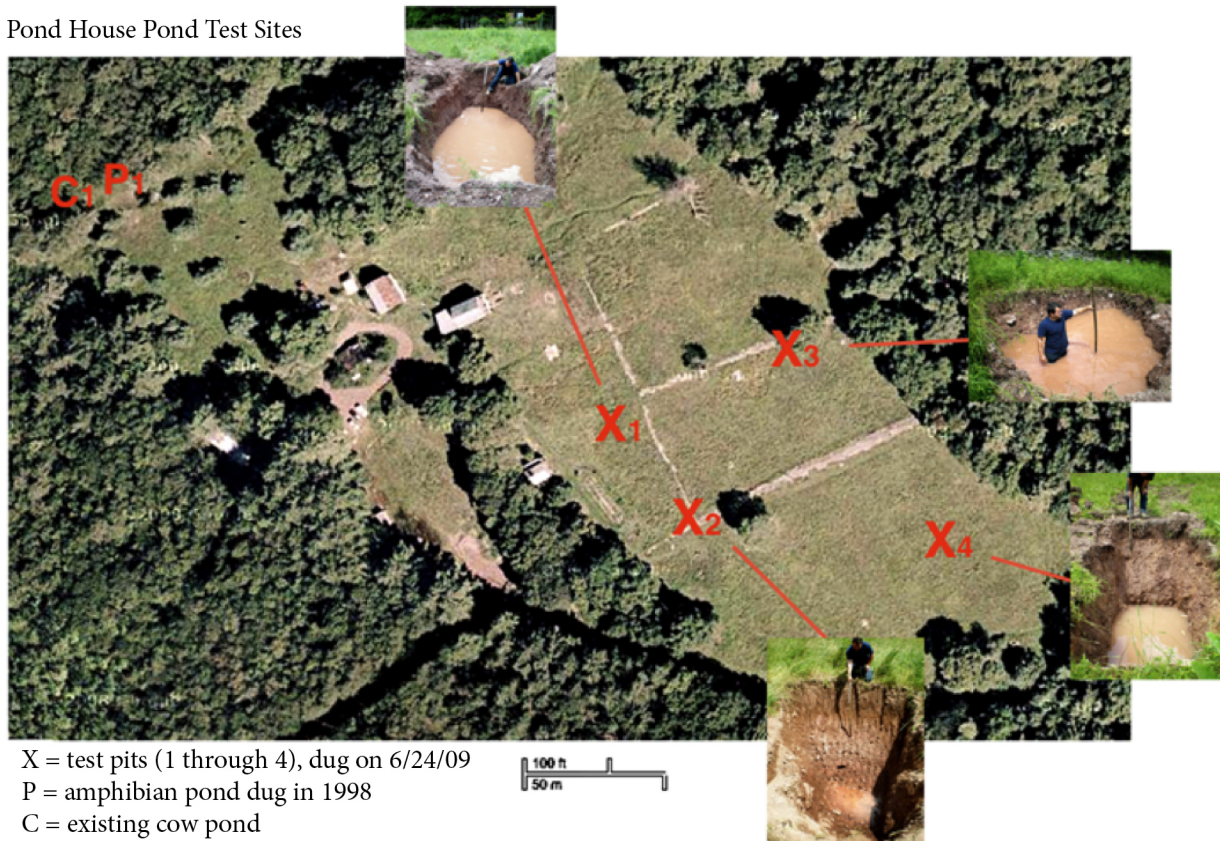 Pond House Pond Test Sites
C1 P1
X3
X1
X2
X4
X = test pits (1 through 4), dug on 6/24/09
P = amphibian pond dug in 1998
C = existing cow pond
100 ft
50 m